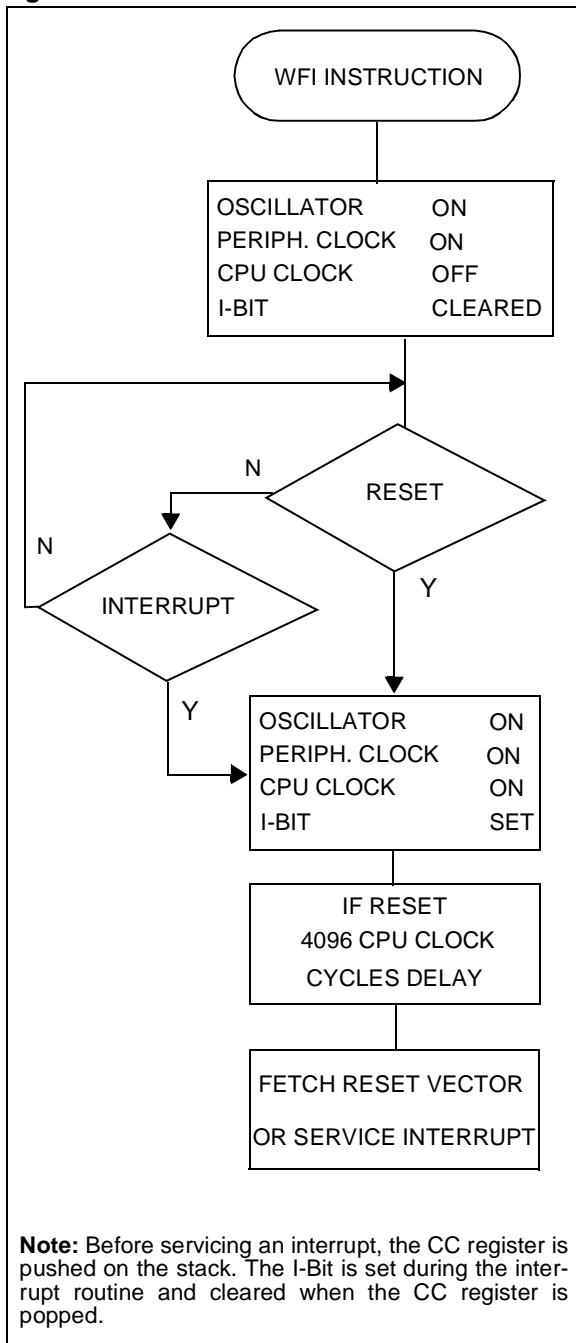 WFI INSTRUCTION
OSCILLATOR ON
PERIPH. CLOCK ON
CPU CLOCK OFF
I-BIT CLEARED
RESET
N
Y
INTERRUPT
N
Y
OSCILLATOR ON
PERIPH. CLOCK ON
CPU CLOCK ON
I-BIT SET
IF RESET
4096 CPU CLOCK
CYCLES DELAY
FETCH RESET VECTOR
OR SERVICE INTERRUPT
Note: Before servicing an interrupt, the CC register is
pushed on the stack. The I-Bit is set during the inter-
rupt routine and cleared when the CC register is
popped.